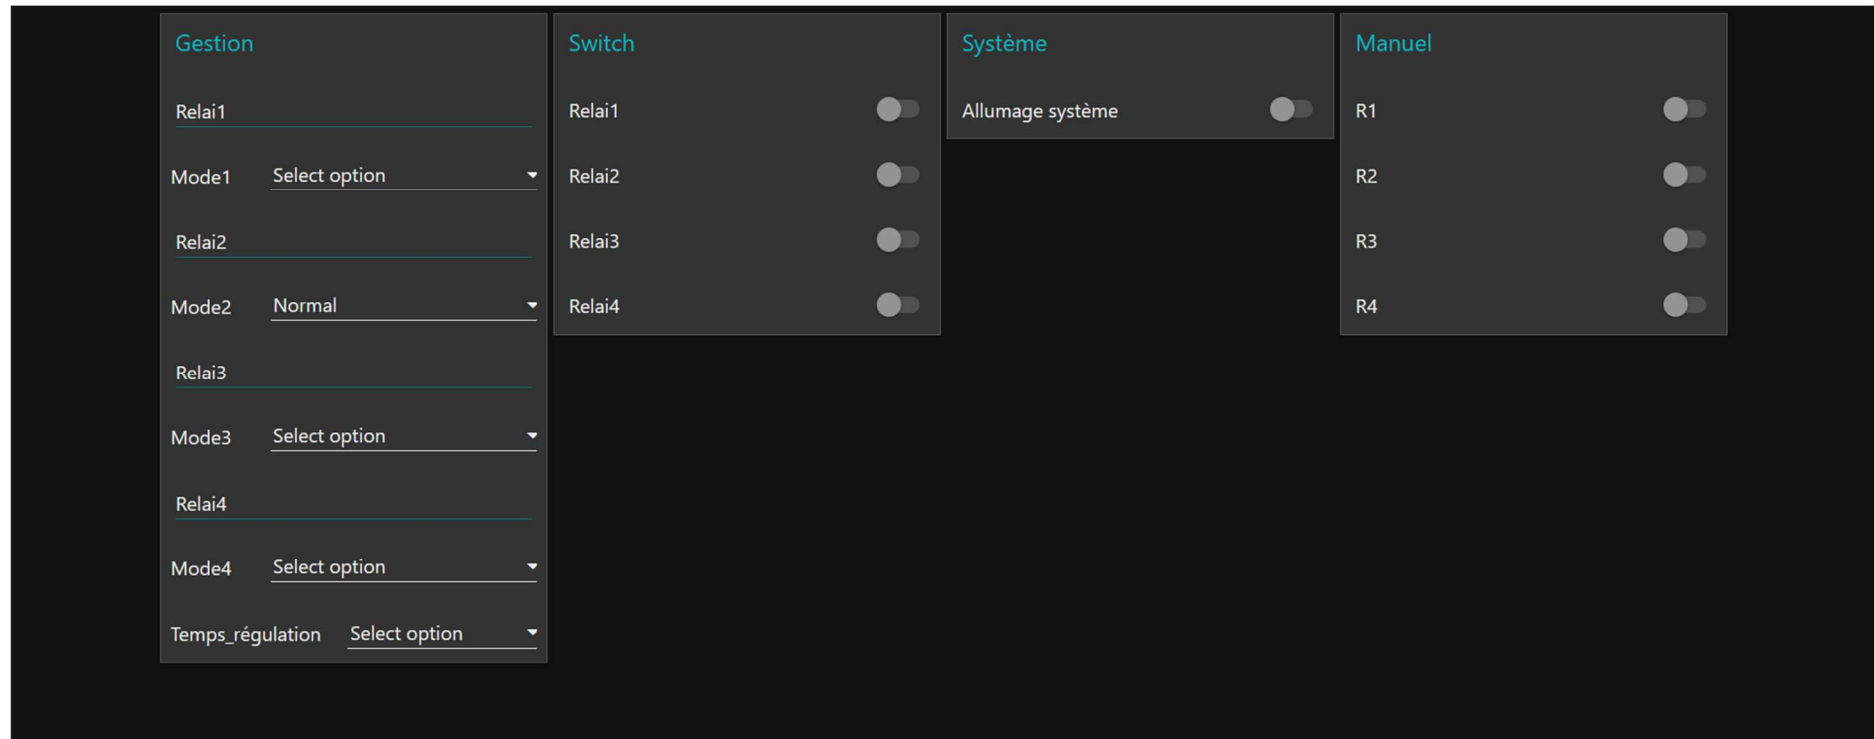 Gestion
Relai1
Mode1 Select option
Relai2
Mode2 Normal
Relai3
Mode3 Select option
Relai4
Mode4 Select option
Temps_régulation Select option
Switch
Relai1
Relai2
Relai3
Relai4
Système
Allumage système
Manuel
R1
R2
R3
R4